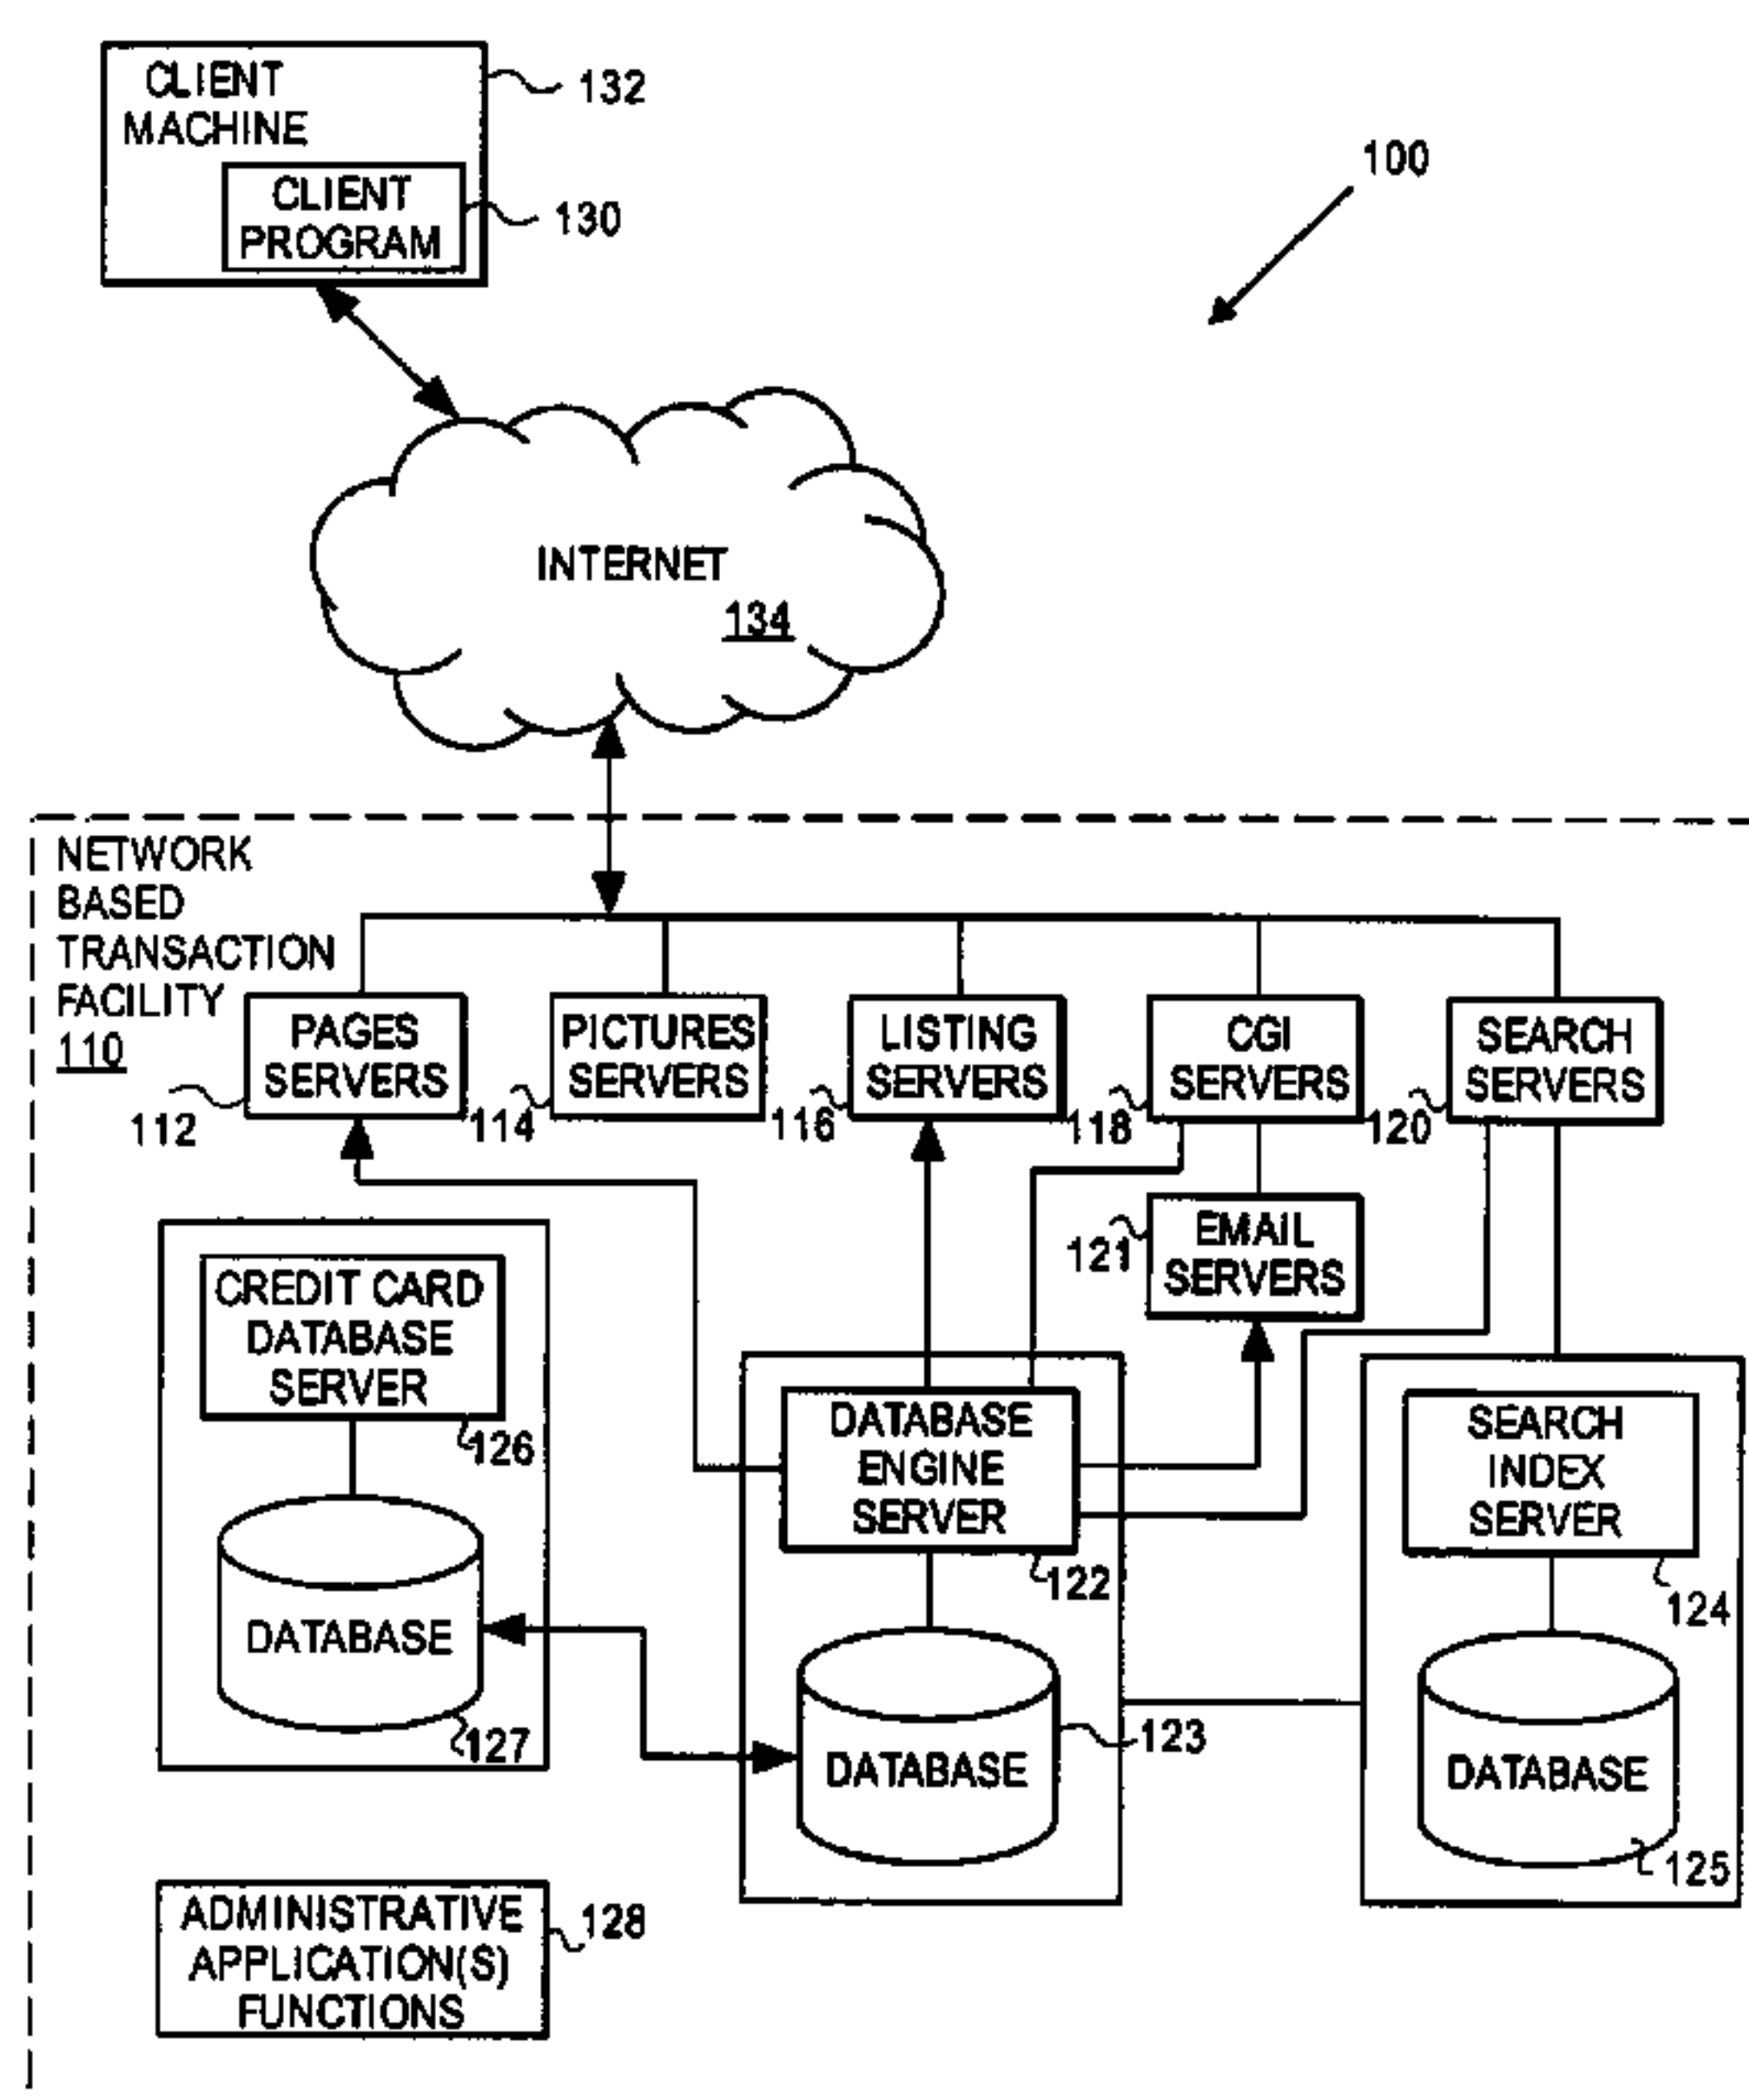 CLIENT
MACHINE
132
CLIENT
PROGRAM
130
100
INTERNET
134
NETWORK
BASED
TRANSACTION
FACILITY
110
PAGES
SERVERS
112
PICTURES
SERVERS
114
LISTING
SERVERS
116
CGI
SERVERS
118
SEARCH
SERVERS
120
EMAIL
SERVERS
121
CREDIT CARD
DATABASE
SERVER
126
DATABASE
127
DATABASE
ENGINE
SERVER
122
DATABASE
123
SEARCH
INDEX
SERVER
124
DATABASE
125
ADMINISTRATIVE
APPLICATION(S)
FUNCTIONS
128